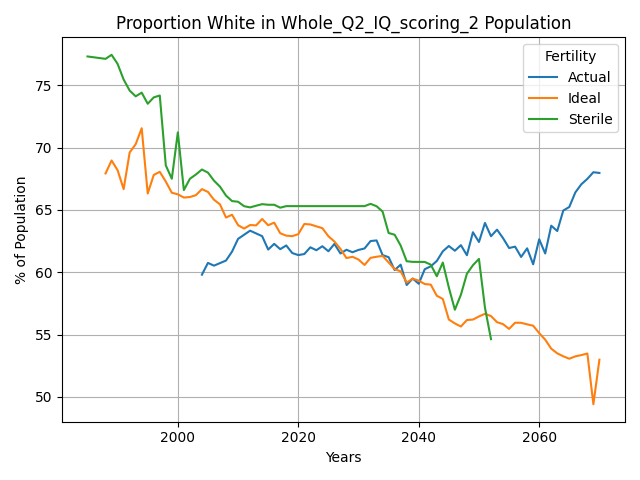 Proportion White in Whole_Q2_IQ_scoring_2 Population
Fertility
Actual
Ideal
Sterile
% of Population
75
70
65
60
55
50
2000
2020
2040
2060
Years